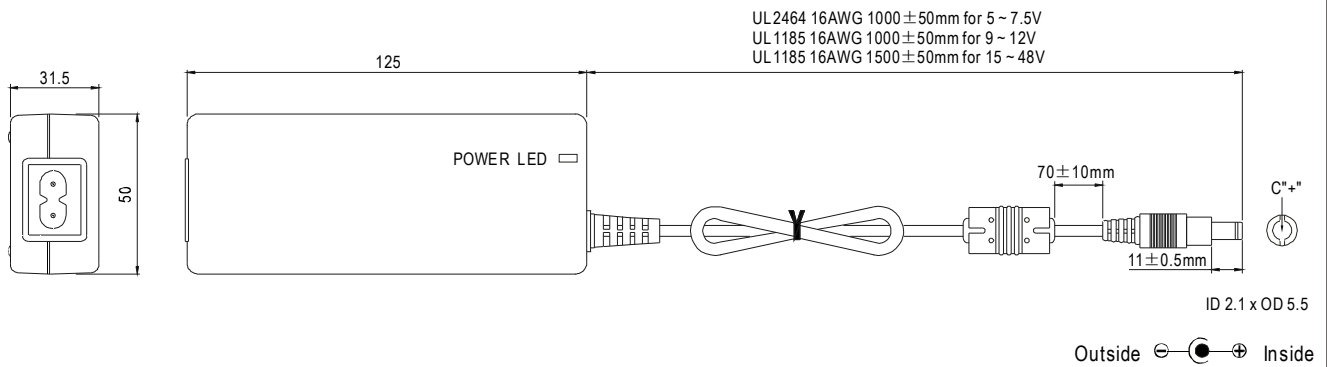 UL2464 16AWG 1000±50mm for 5 ~ 7.5V
UL1185 16AWG 1000±50mm for 9 ~ 12V
UL1185 16AWG 1500±50mm for 15 ~ 48V
125
31.5
POWER LED
50
70±10mm
C"+"
11±0.5mm
ID 2.1 x OD 5.5
Outside - + Inside